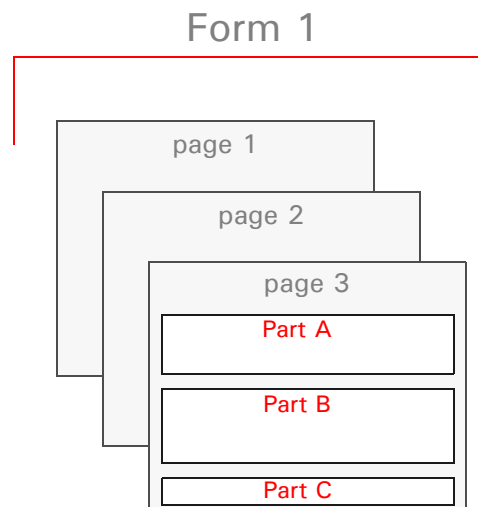 Form 1
page 1
page 2
page 3
Part A
Part B
Part C